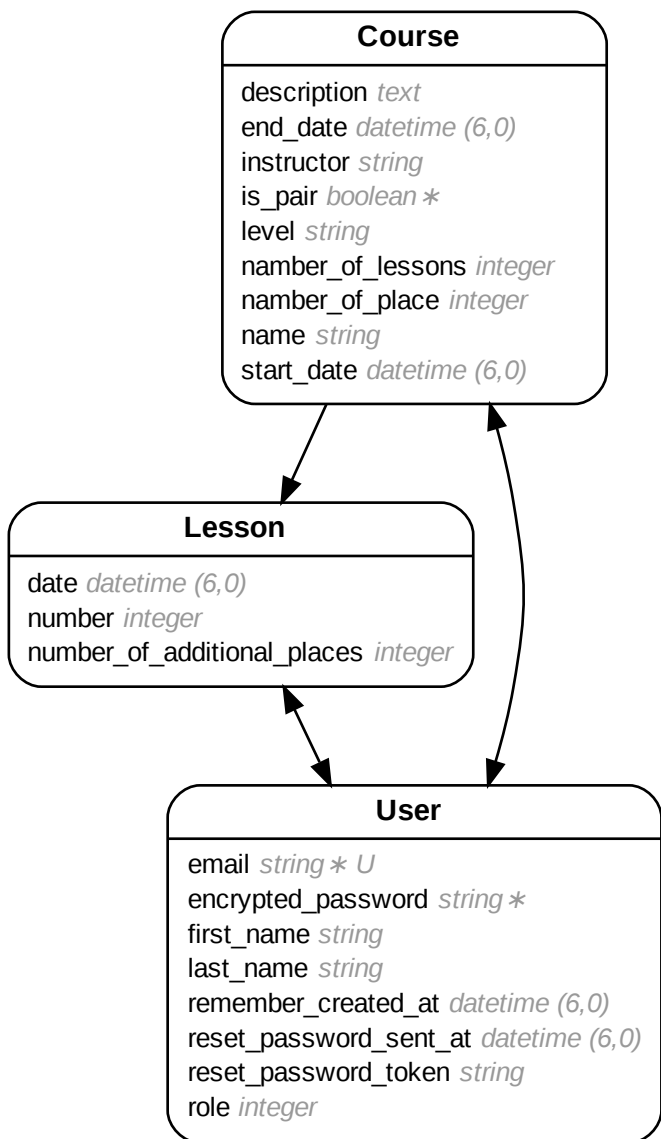 Course
description text
end_date datetime (6,0)
instructor string
is_pair boolean ∗
level string
namber_of_lessons integer
namber_of_place integer
name string
start_date datetime (6,0)
Lesson
date datetime (6,0)
number integer
number_of_additional_places integer
User
email string ∗ U
encrypted_password string ∗
first_name string
last_name string
remember_created_at datetime (6,0)
reset_password_sent_at datetime (6,0)
reset_password_token string
role integer